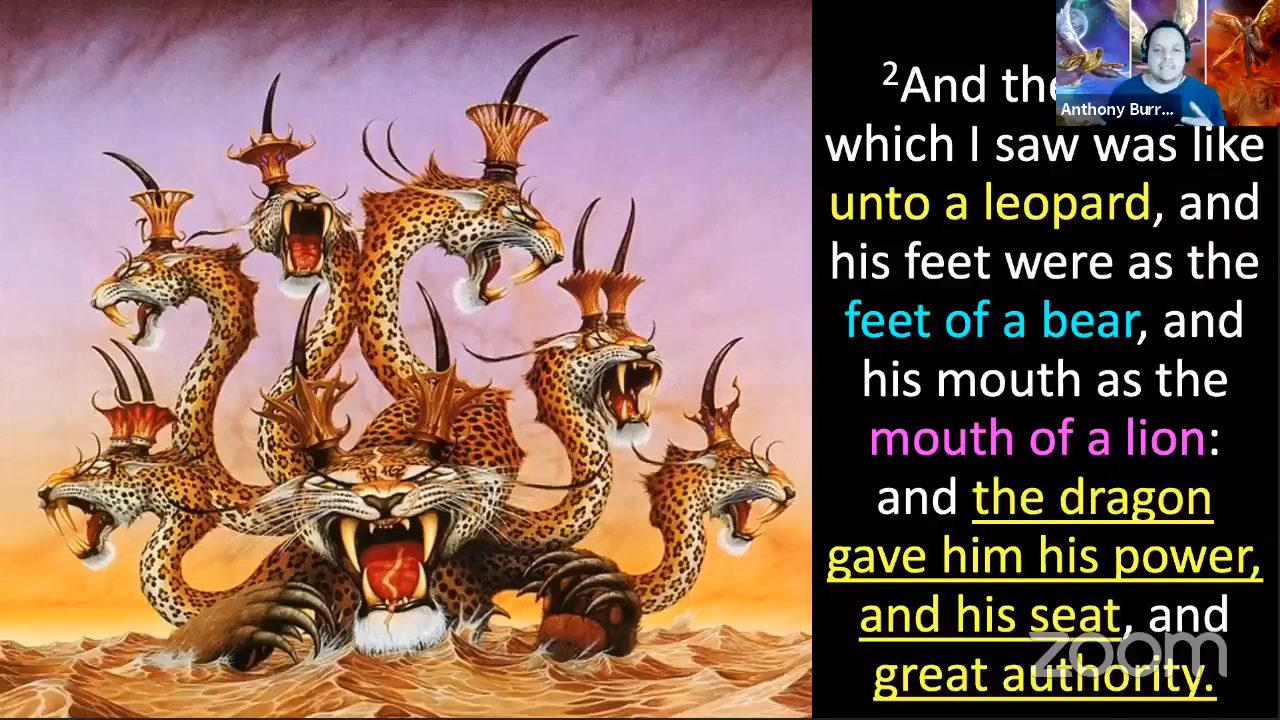 2And the
Anthony Burr...
which I saw was like
unto a leopard, and
his feet were as the
feet of a bear, and
his mouth as the
mouth of a lion:
and the dragon
gave him his power,
and his seat, and
great authority.
zoom